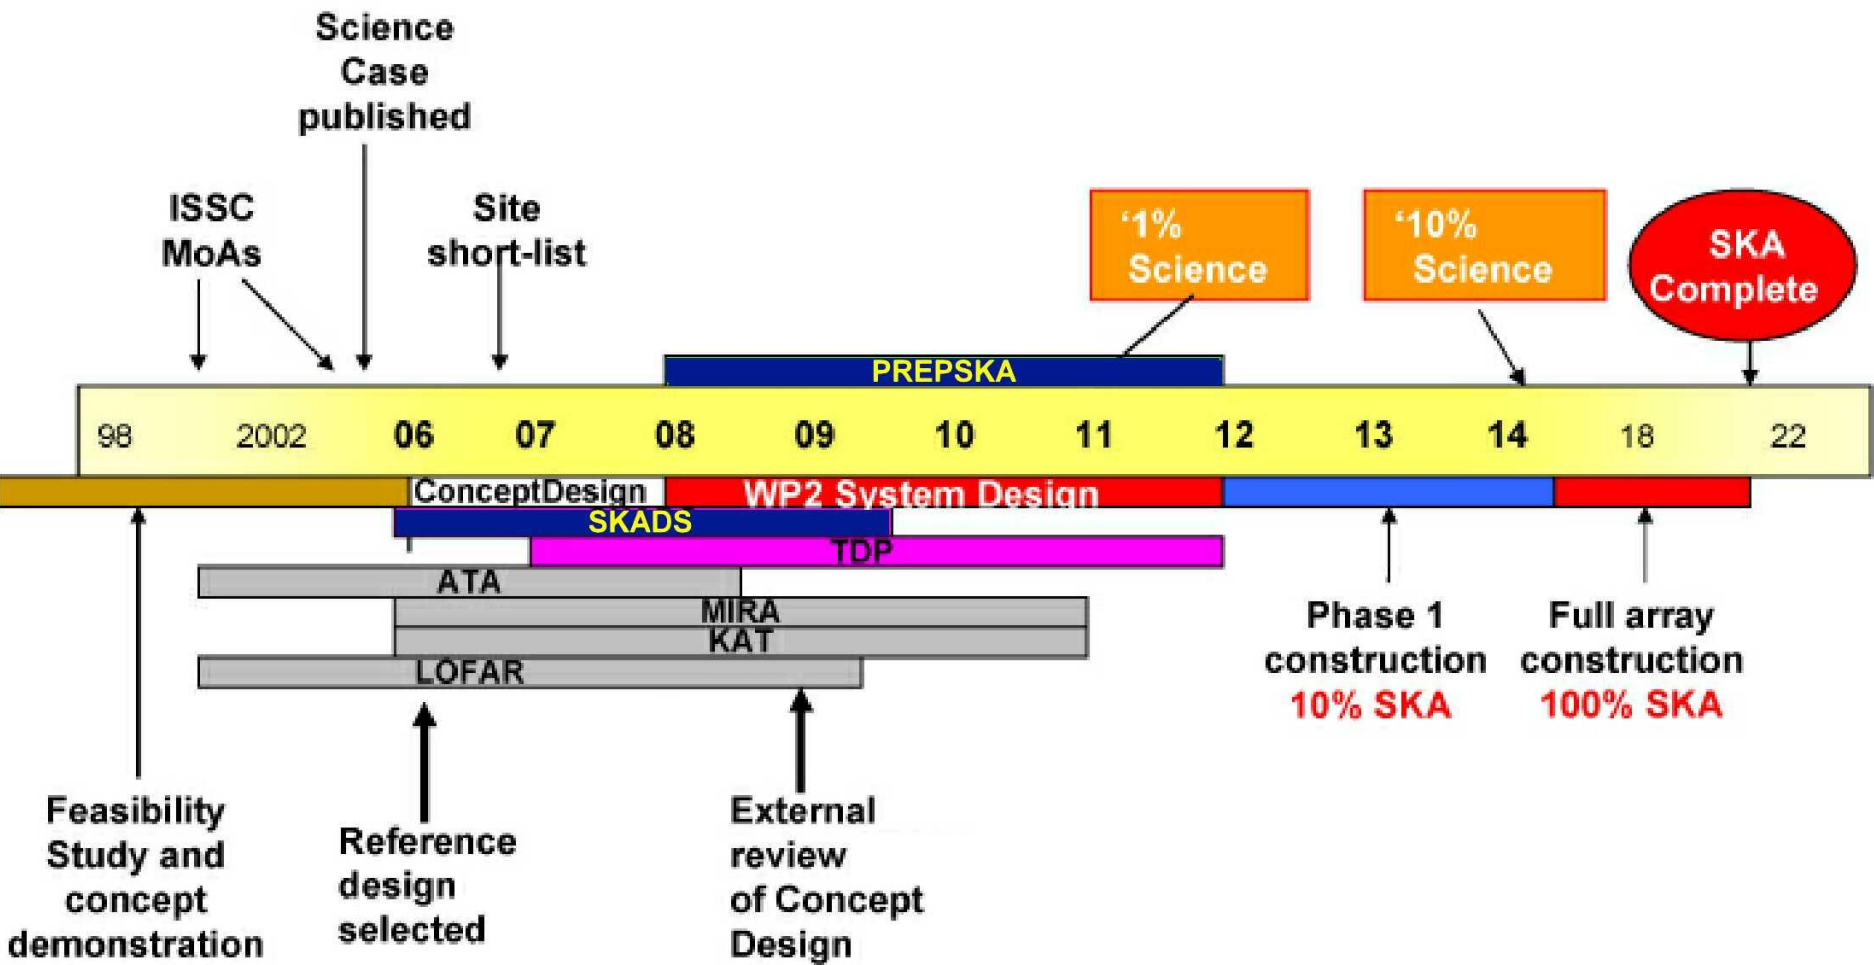 Science
Case
published
ISSC
MoAs
Site
short-list
‘1%
Science
‘10%
Science
SKA
Complete
PREPSKA
98 2002 06 07 08 09 10 11 12 13 14 18 22
ConceptDesign WP2 System Design
SKADS
TDP
ATA
MIRA
KAT
LOFAR
Phase 1
construction
10% SKA
Full array
construction
100% SKA
Feasibility
Study and
concept
demonstration
Reference
design
selected
External
review
of Concept
Design